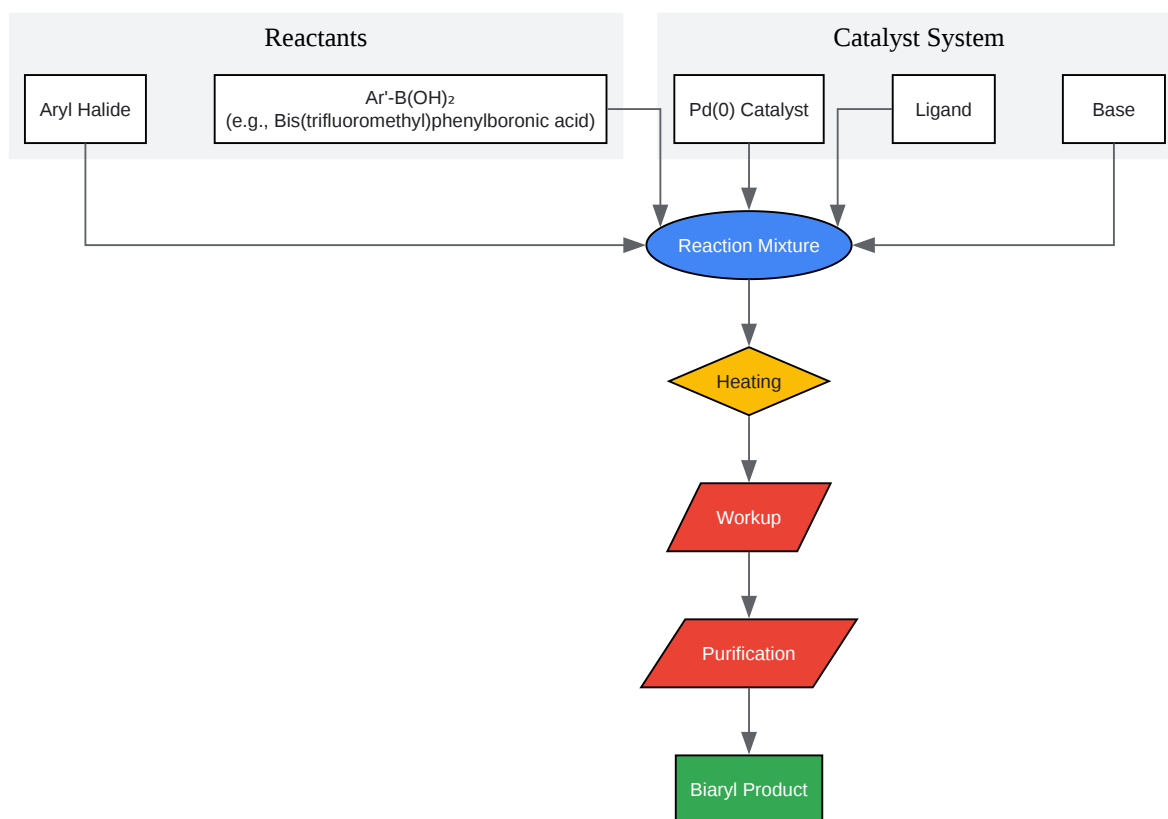 Reactants
Catalyst System
Aryl Halide
Ar'-B(OH)₂
(e.g., Bis(trifluoromethyl)phenylboronic acid)
Pd(0) Catalyst
Ligand
Base
Reaction Mixture
Heating
Workup
Purification
Biaryl Product